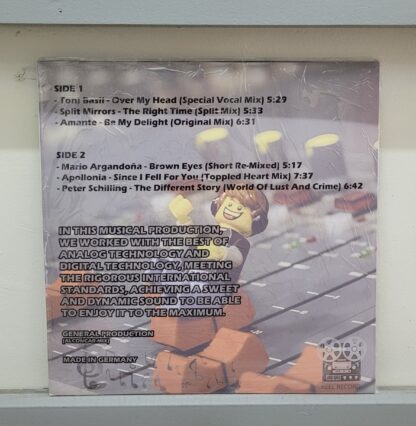 SIDE 1
- Toni Basil - Over My Head (Special Vocal Mix) 5:29
- Split Mirrors - The Right Time (Split Mix) 5:33
- Amante - Be My Delight (Original Mix) 6:31
SIDE 2
- Mario Argandoña - Brown Eyes (Short Re-Mixed) 5:17
- Apollonia - Since I Fell For You (Toppled Heart Mix) 7:37
- Peter Schilling - The Different Story (World Of Lust And Crime) 6:42
IN THIS MUSICAL PRODUCTION,
WE WORKED WITH THE BEST OF
ANALOG TECHNOLOGY AND
DIGITAL TECHNOLOGY, MEETING
THE RIGOROUS INTERNATIONAL
STANDARDS, ACHIEVING A SWEET
AND DYNAMIC SOUND TO BE ABLE
TO ENJOY IT TO THE MAXIMUM.
GENERAL PRODUCTION
MADE IN GERMANY
REEL RECORD